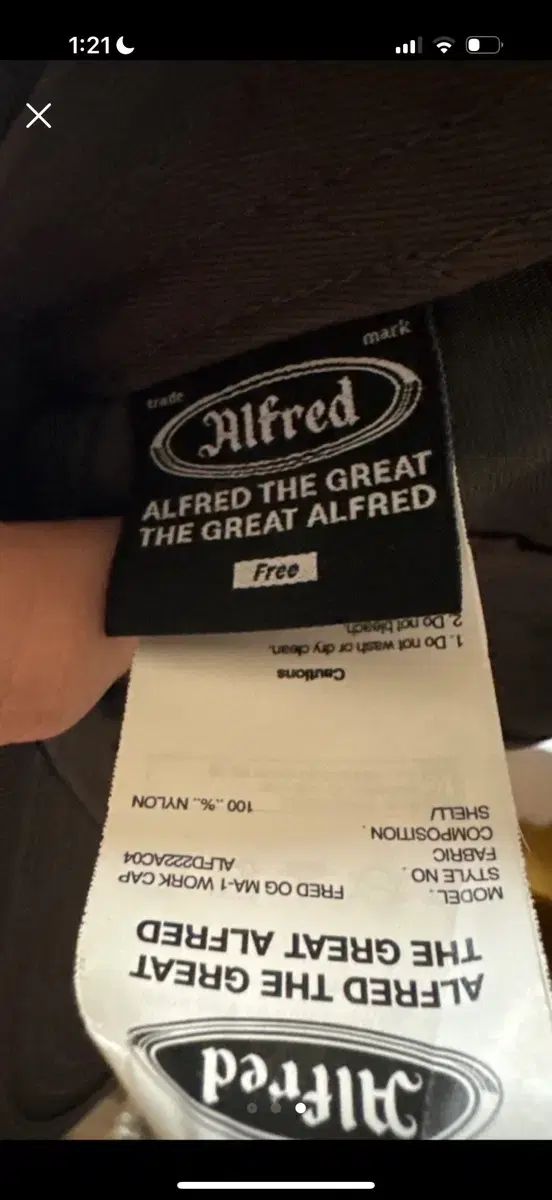 1:21
trade mark
Alfred
ALFRED THE GREAT
THE GREAT ALFRED
Free
Alfred
ALFRED THE GREAT
THE GREAT ALFRED
MODEL. FRED OG MA-1 WORK CAP
STYLE NO. ALFD222AC04
FABRIC
COMPOSITION.
SHELL/ 100..%.. NYLON
Cautions
1. Do not wash or dry clean.
2. Do not bleach.